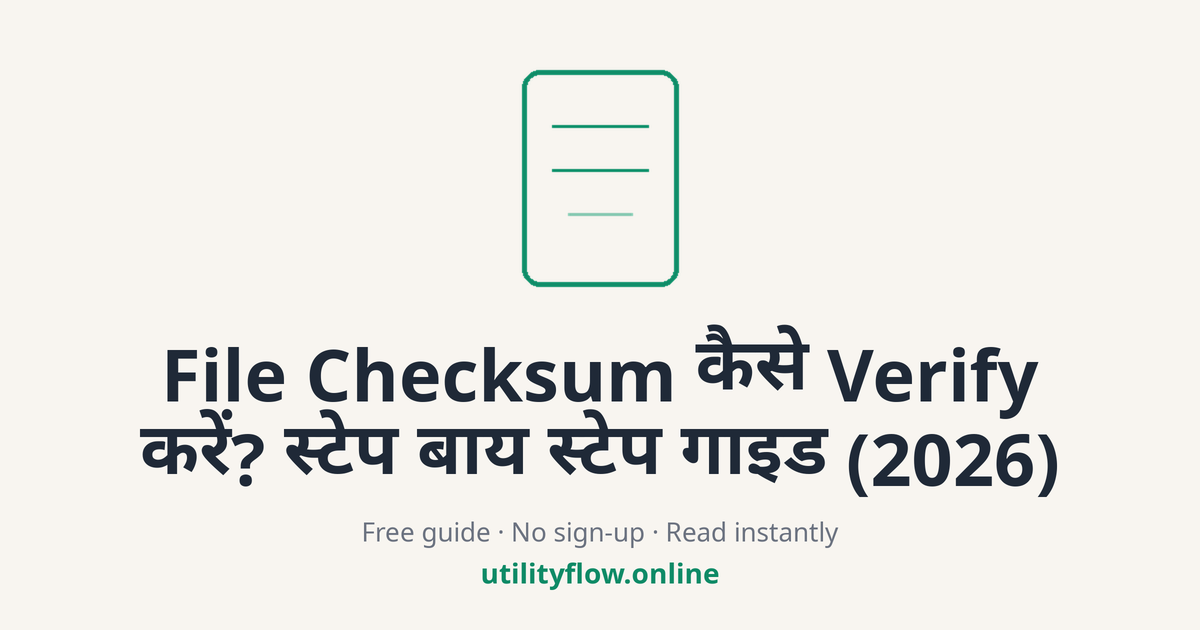 File Checksum कैसे Verify
करें? स्टेप बाय स्टेप गाइड (2026)
Free guide · No sign-up · Read instantly
utilityflow.online